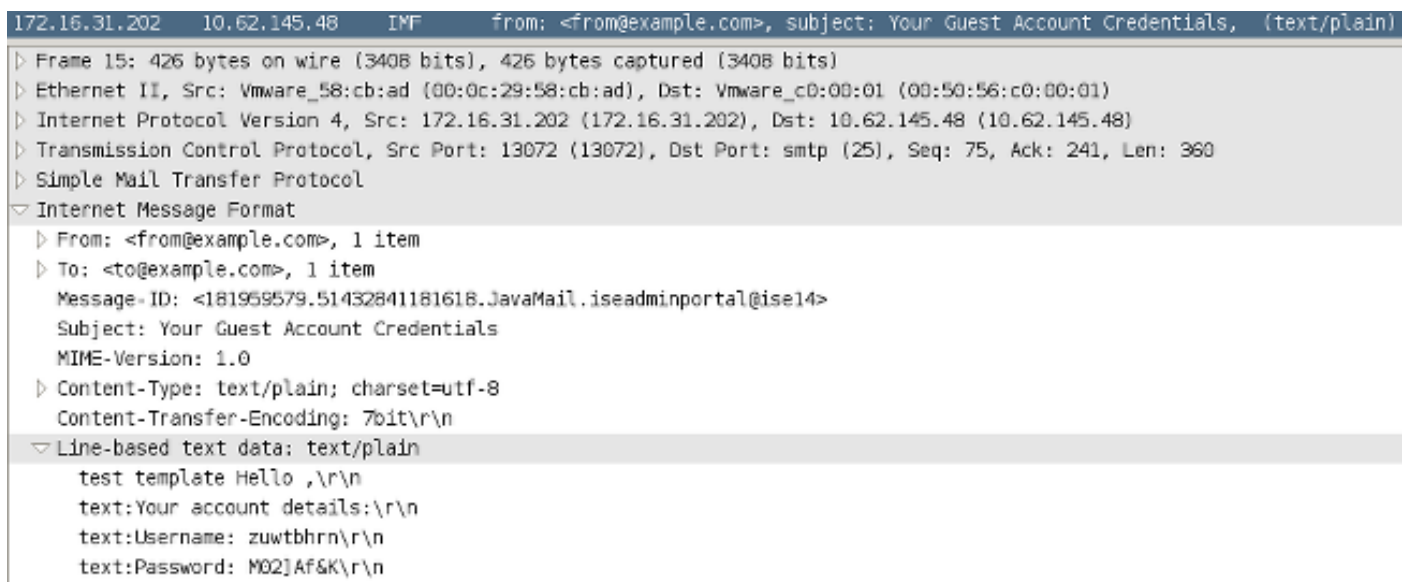 172.16.31.202 10.62.145.48 IMF from: <from@example.com>, subject: Your Guest Account Credentials, (text/plain)
Frame 15: 426 bytes on wire (3408 bits), 426 bytes captured (3408 bits)
Ethernet II, Src: Vmware_58:cb:ad (00:0c:29:58:cb:ad), Dst: Vmware_c0:00:01 (00:50:56:c0:00:01)
Internet Protocol Version 4, Src: 172.16.31.202 (172.16.31.202), Dst: 10.62.145.48 (10.62.145.48)
Transmission Control Protocol, Src Port: 13072 (13072), Dst Port: smtp (25), Seq: 75, Ack: 241, Len: 360
Simple Mail Transfer Protocol
Internet Message Format
From: <from@example.com>, 1 item
To: <to@example.com>, 1 item
Message-ID: <181959579.51432841181618.JavaMail.iseadminportal@ise14>
Subject: Your Guest Account Credentials
MIME-Version: 1.0
Content-Type: text/plain; charset=utf-8
Content-Transfer-Encoding: 7bit\r\n
Line-based text data: text/plain
test template Hello ,\r\n
text:Your account details:\r\n
text:Username: zuwtbhrn\r\n
text:Password: M02]Af&K\r\n